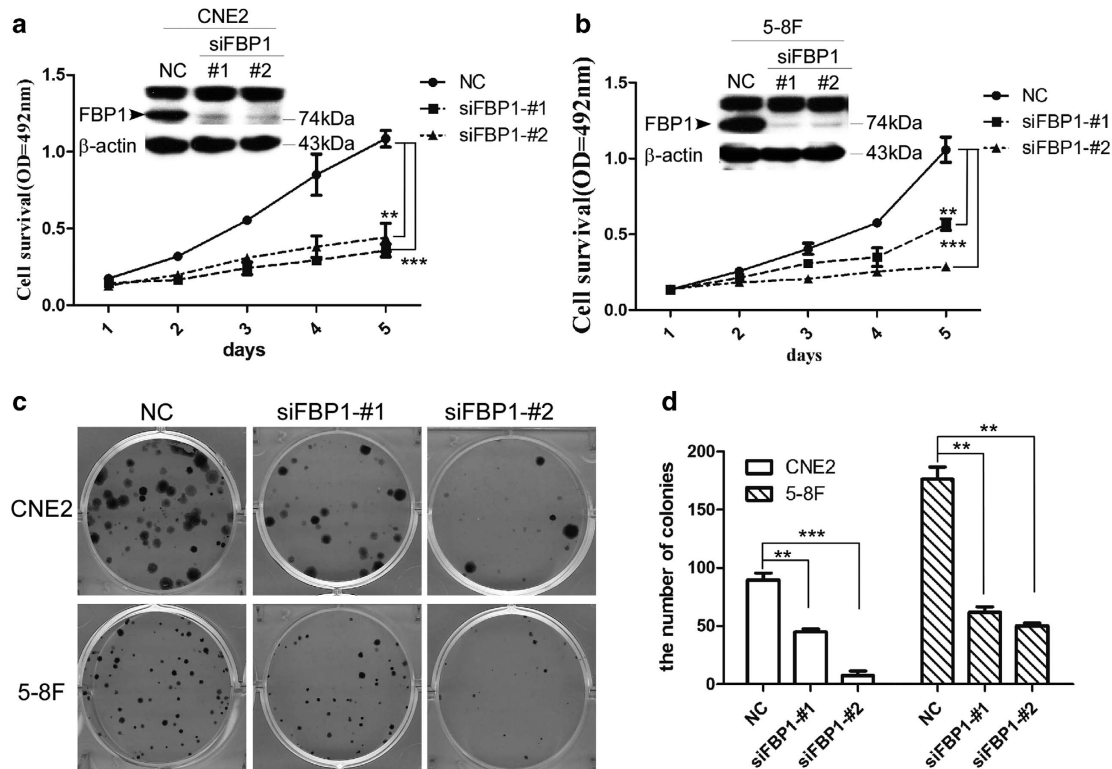 a
CNE2
siFBP1
NC #1 #2
FBP1
74kDa
β-actin
43kDa
NC
siFBP1-#1
siFBP1-#2
Cell survival(OD=492nm)
1.5
1.0
0.5
0.0
**
***
1 2 3 4 5
days
b
5-8F
siFBP1
NC #1 #2
FBP1
74kDa
β-actin
43kDa
NC
siFBP1-#1
siFBP1-#2
Cell survival(OD=492nm)
1.5
1.0
0.5
0.0
**
***
1 2 3 4 5
days
c
NC siFBP1-#1 siFBP1-#2
CNE2
5-8F
d
the number of colonies
200
150
100
50
0
CNE2
5-8F
**
***
**
**
NC siFBP1-#1 siFBP1-#2 NC siFBP1-#1 siFBP1-#2